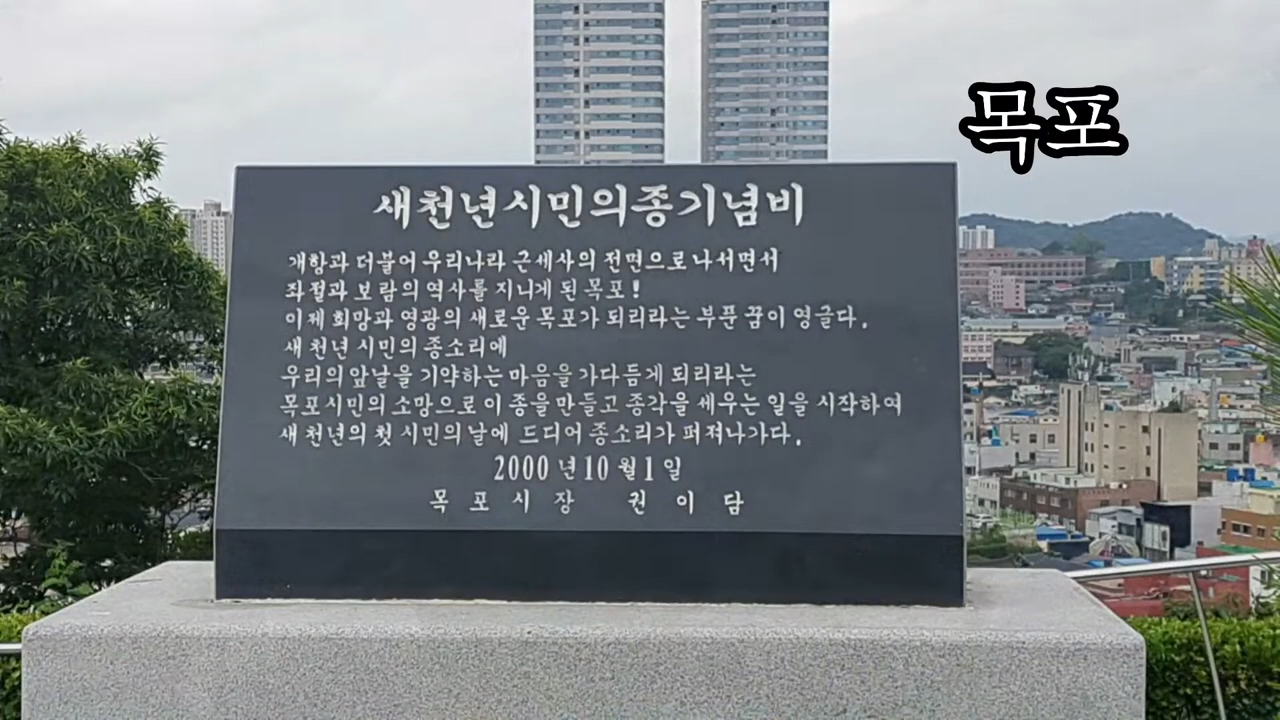 목포
새천년시민의종기념비
개항과 더불어 우리나라 근세사의 전면으로 나서면서
좌절과 보람의 역사를 지니게 된 목포!
이제 희망과 영광의 새로운 목포가 되리라는 부푼 꿈이 영글다.
새 천년 시민의 종소리에
우리의 앞날을 기약하는 마음을 가다듬게 되리라는
목포시민의 소망으로 이 종을 만들고 종각을 세우는 일을 시작하여
새 천년의 첫 시민의 날에 드디어 종소리가 퍼져나가다.
2000년 10월 1일
목포시장 권이담